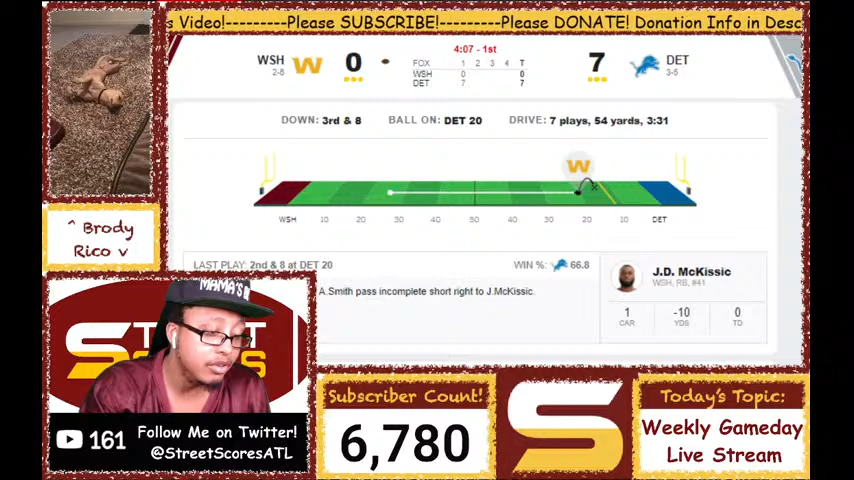 s Video!---------Please SUBSCRIBE!---------Please DONATE! Donation Info in Desc
4:07 - 1st
WSH
2-6
W
0
FOX 1 2 3 4 T
WSH 0 0
DET 7 7
7
DET
3-5
DOWN: 3rd & 8 BALL ON: DET 20 DRIVE: 7 plays, 54 yards, 3:31
W
WSH 10 20 30 40 50 40 30 20 10 DET
^ Brody
Rico v
LAST PLAY: 2nd & 8 at DET 20
WIN %: 66.8
A.Smith pass incomplete short right to J.McKissic.
J.D. McKissic
WSH, RB, #41
1 -10 0
CAR YDS TD
MAMA'S
161
Follow Me on Twitter!
@StreetScoresATL
Subscriber Count!
6,780
S
Today's Topic:
Weekly Gameday
Live Stream